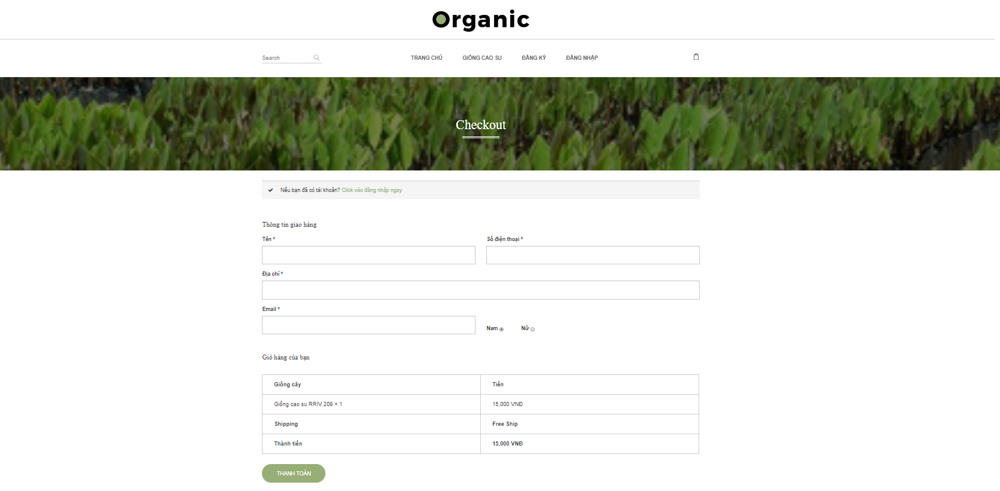 Organic
Search
TRANG CHỦ
GIỐNG CAO SU
ĐĂNG KÝ
ĐĂNG NHẬP
Checkout
Nếu bạn đã có tài khoản? Click vào đăng nhập ngay
Thông tin giao hàng
Tên *
Số điện thoại *
Địa chỉ *
Email *
Nam
Nữ
Giỏ hàng của bạn
Giống cây
Tiền
Giống cao su RRIV 209 × 1
15,000 VNĐ
Shipping
Free Ship
Thành tiền
15,000 VNĐ
THANH TOÁN